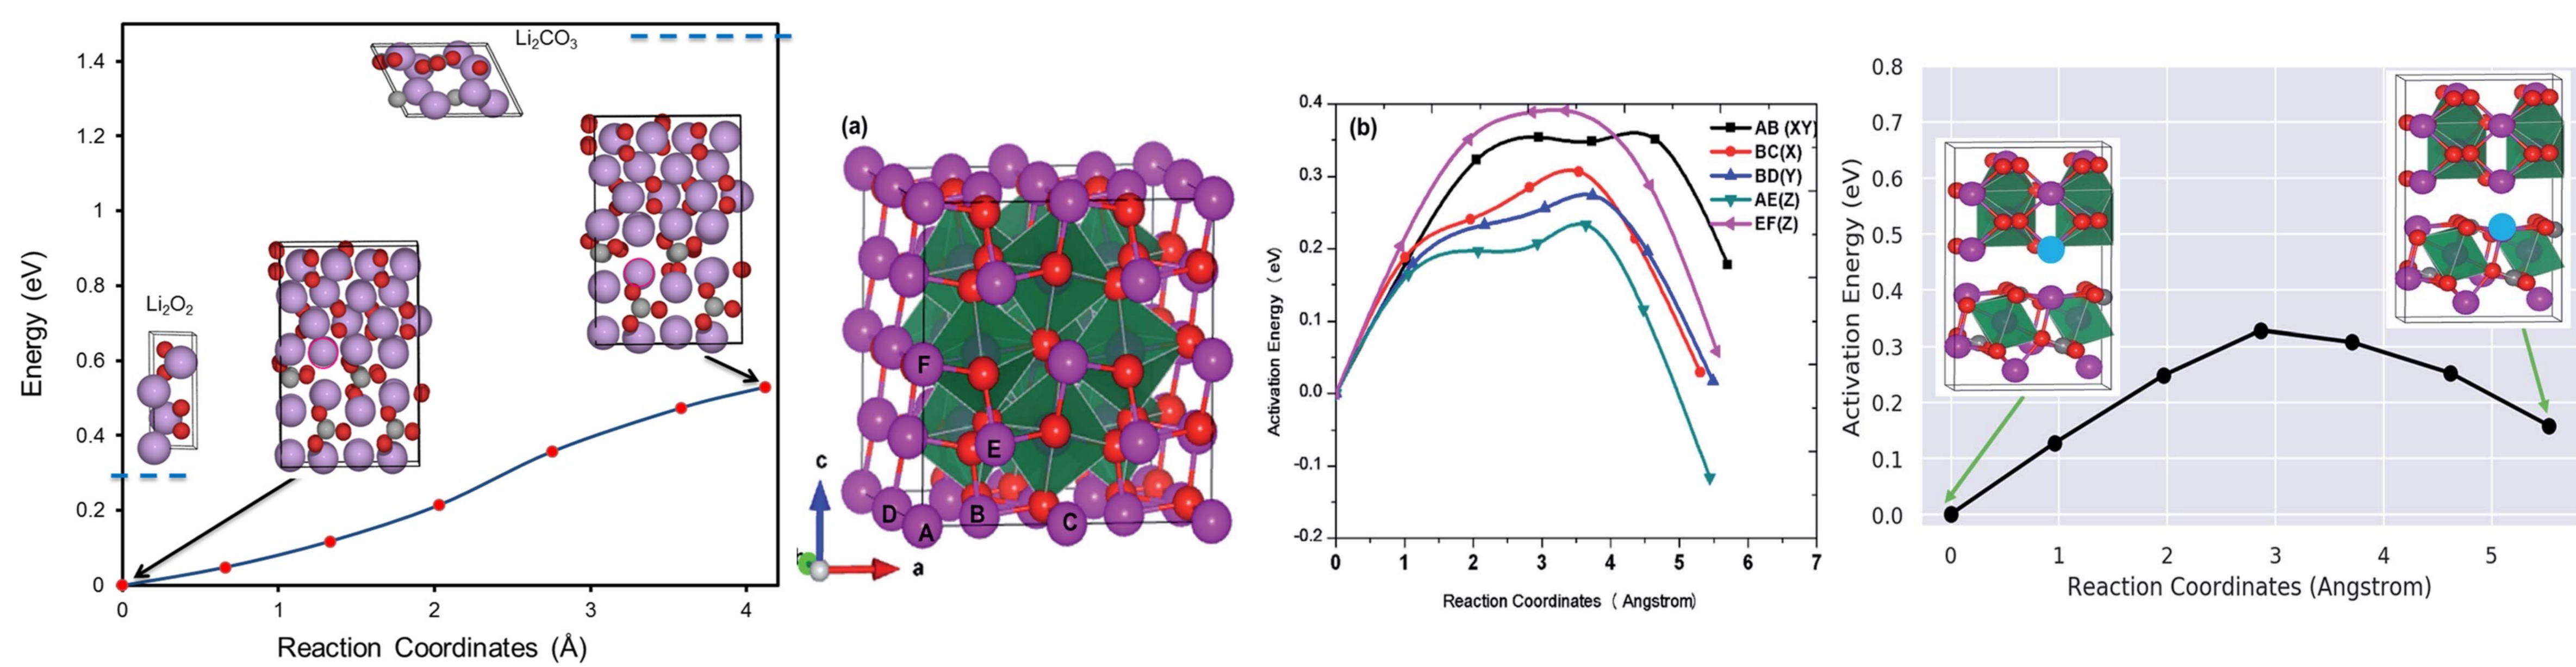 Energy (eV)
1.4
1.2
1
0.8
0.6
0.4
0.2
0
0
1
2
3
4
Reaction Coordinates (Å)
Li₂CO₃
Li₂O₂
(a)
F
E
D
A
B
C
c
b
a
(b)
AB (XY)
BC(X)
BD(Y)
AE(Z)
EF(Z)
Activation Energy (eV)
0.4
0.3
0.2
0.1
0.0
-0.1
-0.2
0
1
2
3
4
5
6
7
Reaction Coordinates (Angstrom)
Activation Energy (eV)
0.8
0.7
0.6
0.5
0.4
0.3
0.2
0.1
0.0
0
1
2
3
4
5
Reaction Coordinates (Angstrom)